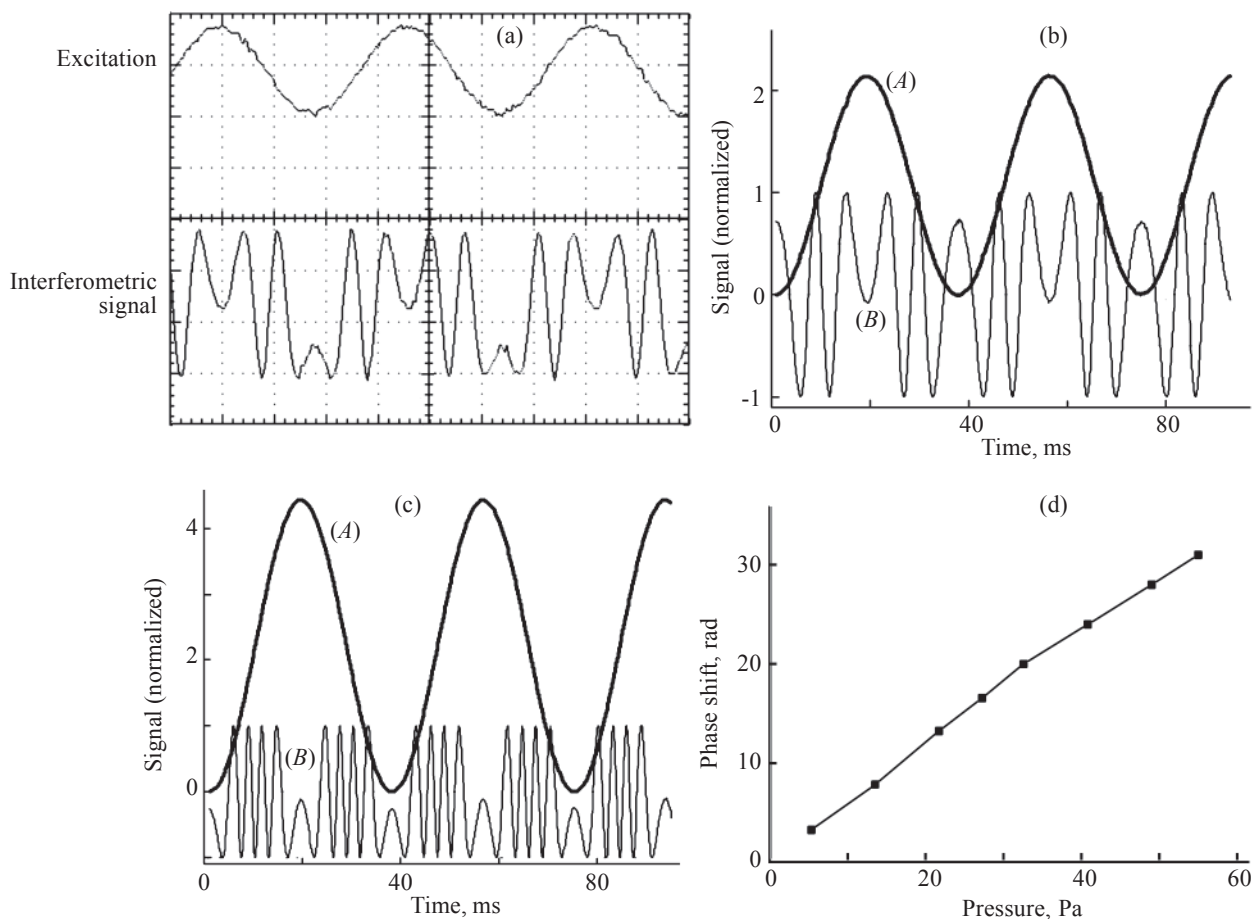 (a)
Excitation
Interferometric
signal
(b)
Signal (normalized)
2
1
0
-1
(A)
(B)
0
40
80
Time, ms
(c)
Signal (normalized)
4
2
0
(A)
(B)
0
40
80
Time, ms
(d)
Phase shift, rad
30
20
10
0
0
20
40
60
Pressure, Pa